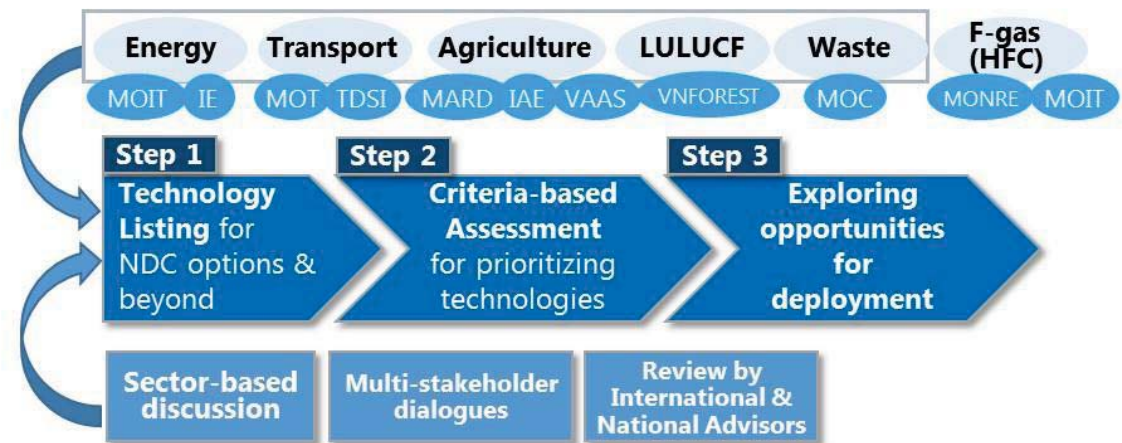 Energy
Transport
Agriculture
LULUCF
Waste
F-gas
(HFC)
MOIT
IE
MOT
TDSI
MARD
IAE
VAAS
VNFOREST
MOC
MONRE
MOIT
Step 1
Technology
Listing for
NDC options &
beyond
Step 2
Criteria-based
Assessment
for prioritizing
technologies
Step 3
Exploring
opportunities
for
deployment
Sector-based
discussion
Multi-stakeholder
dialogues
Review by
International &
National Advisors